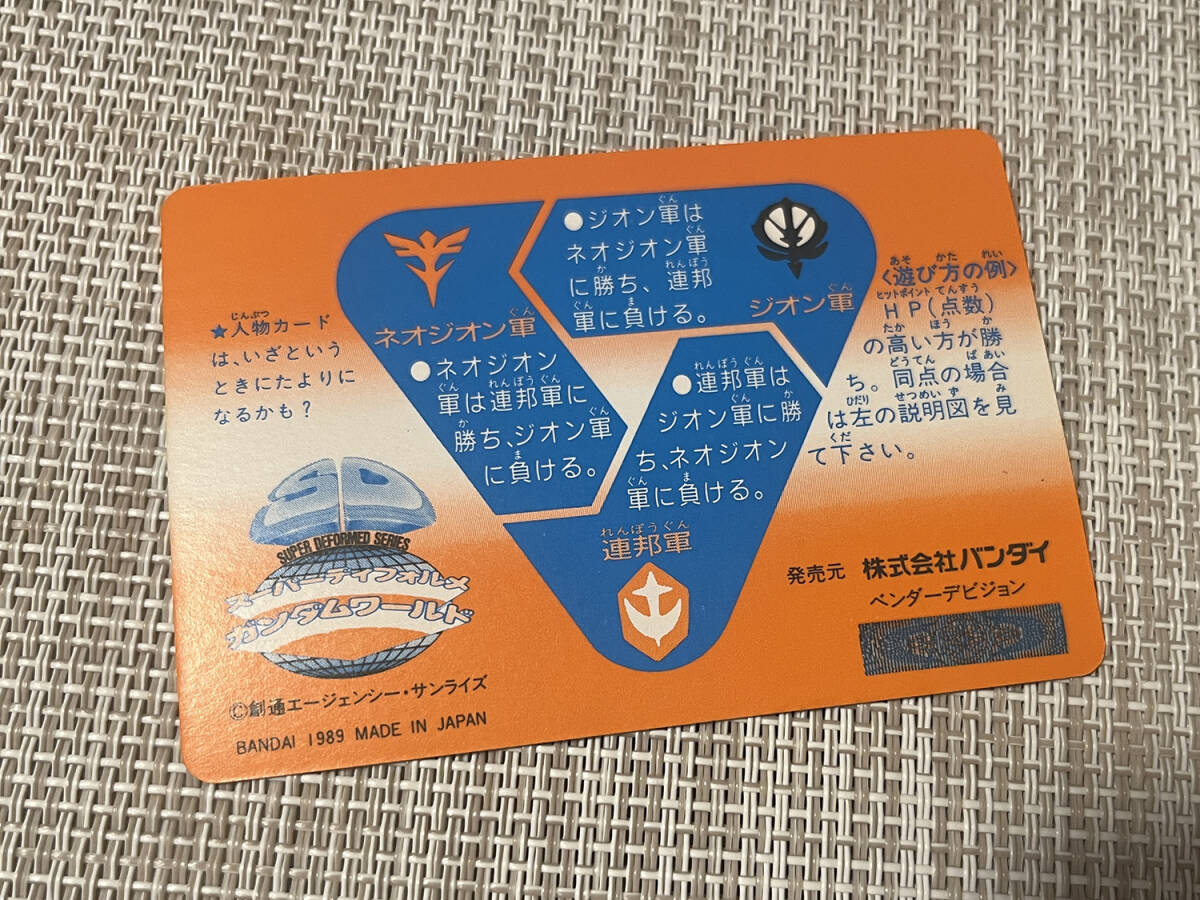 ★人物カード
は、いざという
ときにたよりに
なるかも？
ネオジオン軍
●ネオジオン
軍は連邦軍に
勝ち、ジオン軍
に負ける。
●ジオン軍は
ネオジオン軍
に勝ち、連邦
軍に負ける。
ジオン軍
●連邦軍は
ジオン軍に勝
ち、ネオジオン
軍に負ける。
連邦軍
〈遊び方の例〉
HP(点数)
の高い方が勝
ち。同点の場合
は左の説明図を見
て下さい。
SD
SUPER DEFORMED SERIES
スーパーディフォルメ
ガンダムワールド
©創通エージェンシー・サンライズ
BANDAI 1989 MADE IN JAPAN
発売元 株式会社バンダイ
ベンダーデビジョン